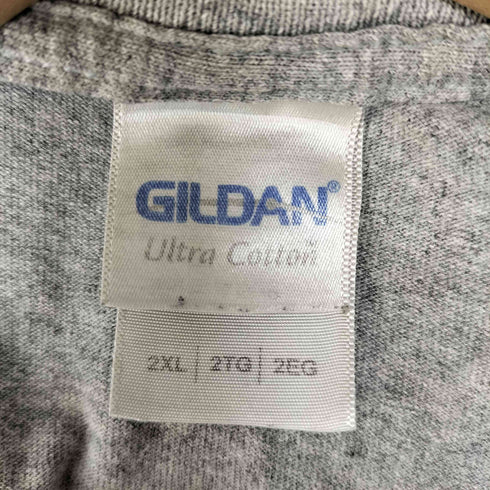 GILDAN®
Ultra Cotton
2XL | 2TG | 2EG